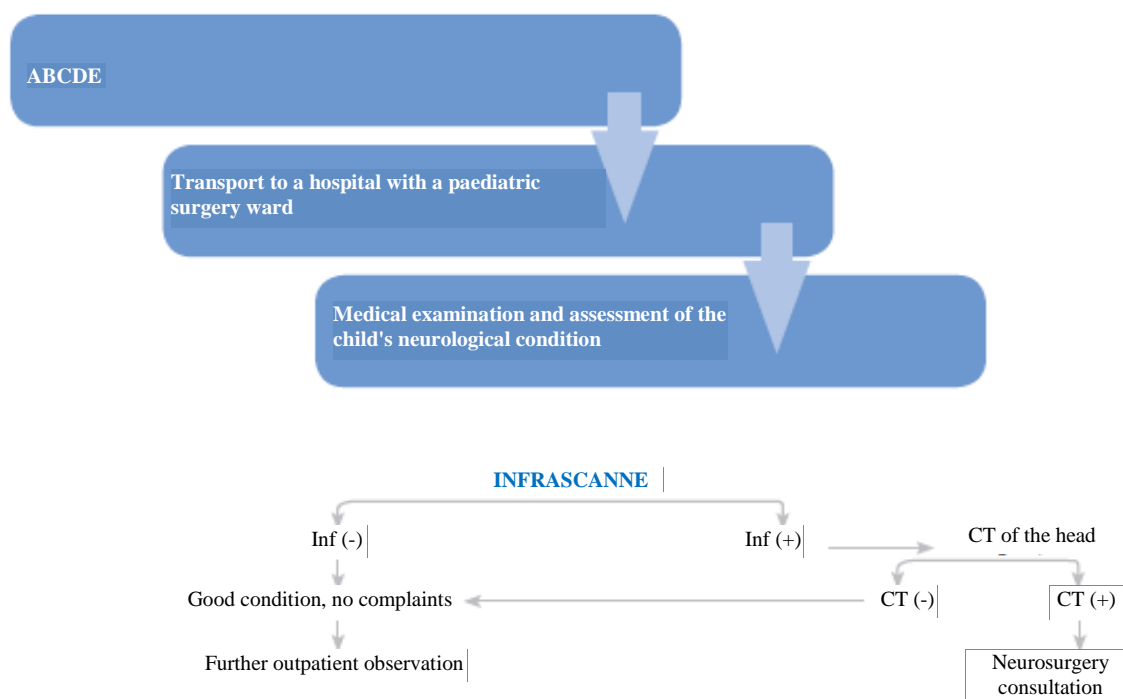 ABCDE
Transport to a hospital with a paediatric
surgery ward
Medical examination and assessment of the
child's neurological condition
INFRASCANNE
Inf (-)
Inf (+)
CT of the head
Good condition, no complaints
CT (-)
CT (+)
Further outpatient observation
Neurosurgery
consultation